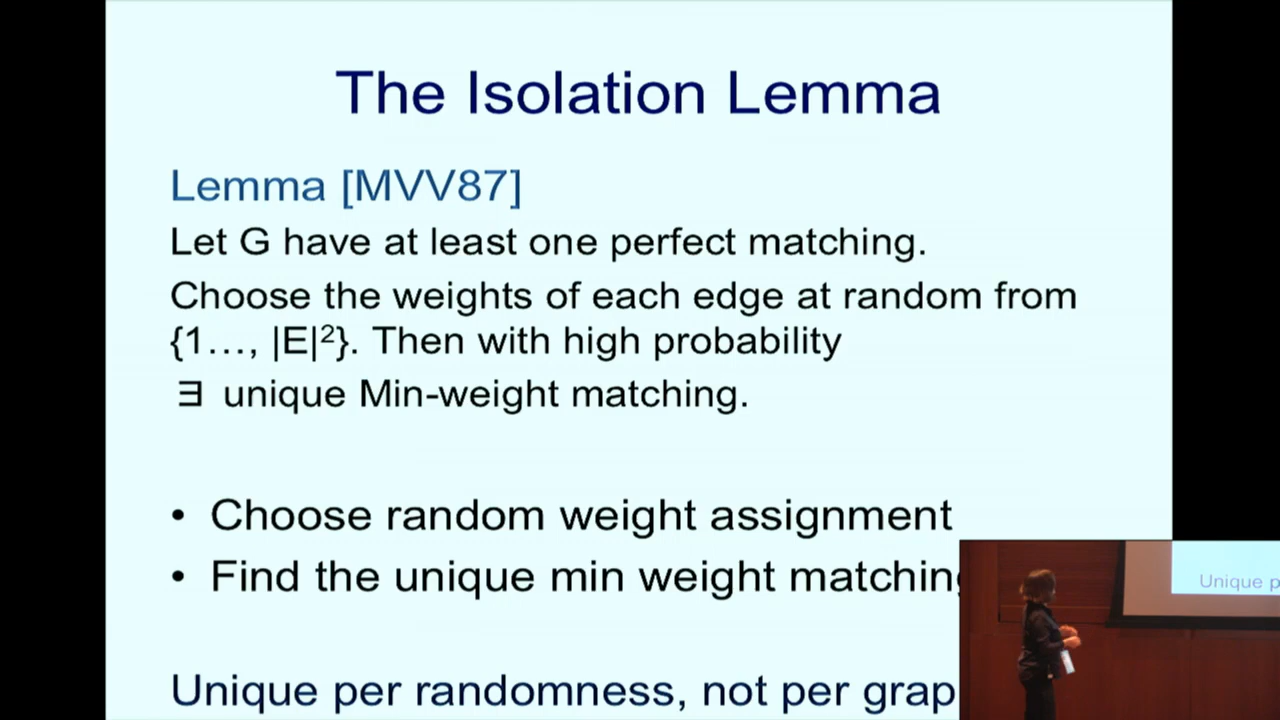 The Isolation Lemma
Lemma [MVV87]
Let G have at least one perfect matching.
Choose the weights of each edge at random from
{1…, |E|²}. Then with high probability
∃ unique Min-weight matching.
• Choose random weight assignment
• Find the unique min weight matching
Unique per randomness, not per grap
Unique p